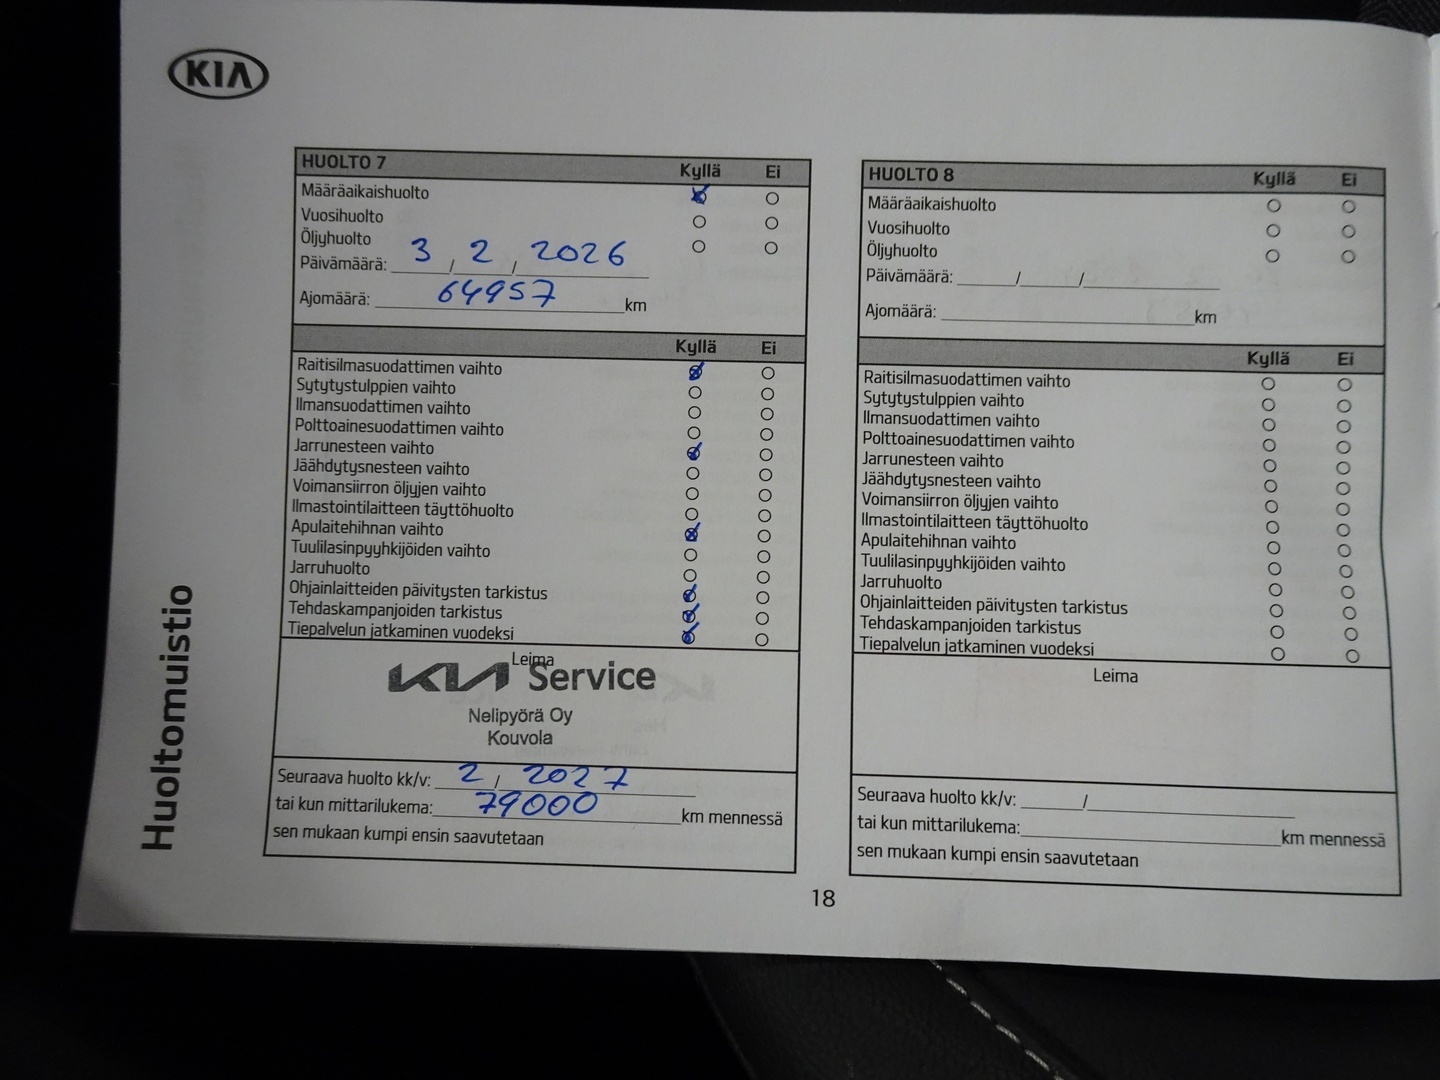 KIA
HUOLTO 7 Kyllä Ei
Määräaikaishuolto
Vuosihuolto
Öljyhuolto
Päivämäärä: 3 / 2 / 2026
Ajomäärä: 64957 km
Kyllä Ei
Raitisilmasuodattimen vaihto
Sytytystulppien vaihto
Ilmansuodattimen vaihto
Polttoainesuodattimen vaihto
Jarrunesteen vaihto
Jäähdytysnesteen vaihto
Voimansiirron öljyjen vaihto
Ilmastointilaitteen täyttöhuolto
Apulaitehihnan vaihto
Tuulilasinpyyhkijöiden vaihto
Jarruhuolto
Ohjainlaitteiden päivitysten tarkistus
Tehdaskampanjoiden tarkistus
Tiepalvelun jatkaminen vuodeksi
Leima
KIA Service
Nelipyörä Oy
Kouvola
Seuraava huolto kk/v: 2 / 2027
tai kun mittarilukema: 79000 km mennessä
sen mukaan kumpi ensin saavutetaan
HUOLTO 8 Kyllä Ei
Määräaikaishuolto
Vuosihuolto
Öljyhuolto
Päivämäärä: / /
Ajomäärä: km
Kyllä Ei
Raitisilmasuodattimen vaihto
Sytytystulppien vaihto
Ilmansuodattimen vaihto
Polttoainesuodattimen vaihto
Jarrunesteen vaihto
Jäähdytysnesteen vaihto
Voimansiirron öljyjen vaihto
Ilmastointilaitteen täyttöhuolto
Apulaitehihnan vaihto
Tuulilasinpyyhkijöiden vaihto
Jarruhuolto
Ohjainlaitteiden päivitysten tarkistus
Tehdaskampanjoiden tarkistus
Tiepalvelun jatkaminen vuodeksi
Leima
Seuraava huolto kk/v: /
tai kun mittarilukema: km mennessä
sen mukaan kumpi ensin saavutetaan
Huoltomuistio
18